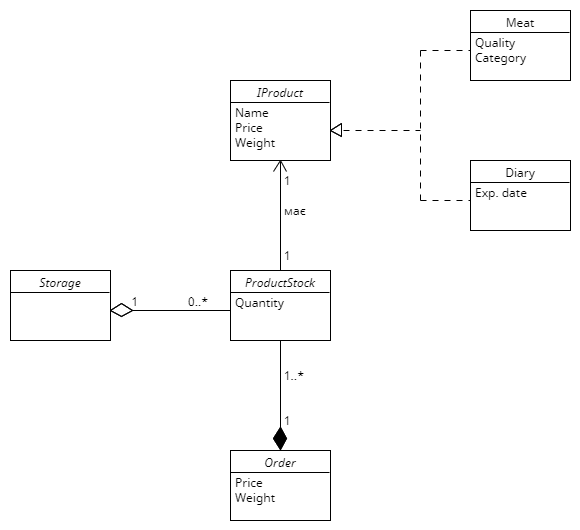 Meat
Quality
Category
IProduct
Name
Price
Weight
Diary
Exp. date
1
має
1
Storage
1
0..*
ProductStock
Quantity
1..*
1
Order
Price
Weight